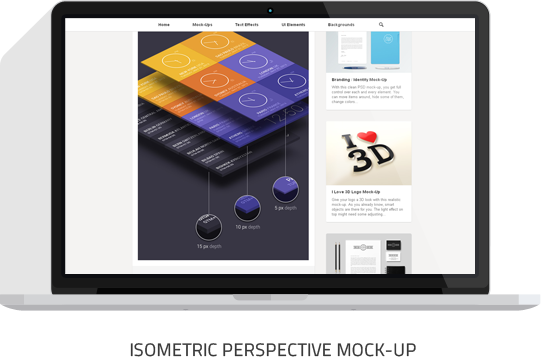 Home Mock-Ups Text Effects UI Elements Backgrounds
Branding - Identity Mock-Up
With this clean PSD mock-up, you get full
control over each and every element. You
can move items around, hide some of them,
change colors.
I
3D
I Love 3D Logo Mock-Up
Give your logo a 3D look with this realistic
mock-up. As you already know, smart
objects are there for you. The light effect on
top might need some adjusting.
5 px depth
10 px depth
15 px depth
ISOMETRIC PERSPECTIVE MOCK-UP